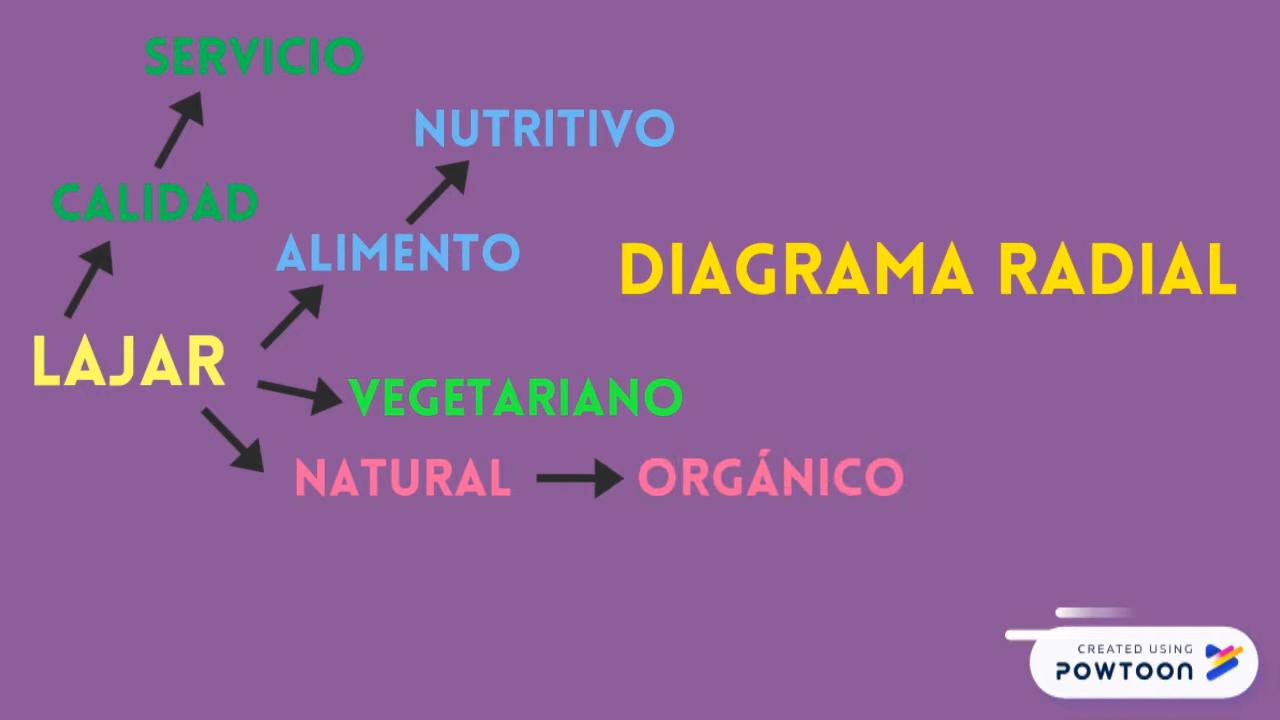 SERVICIO
NUTRITIVO
CALIDAD
ALIMENTO
DIAGRAMA RADIAL
LAJAR
VEGETARIANO
NATURAL ORGÁNICO
CREATED USING
POWTOON